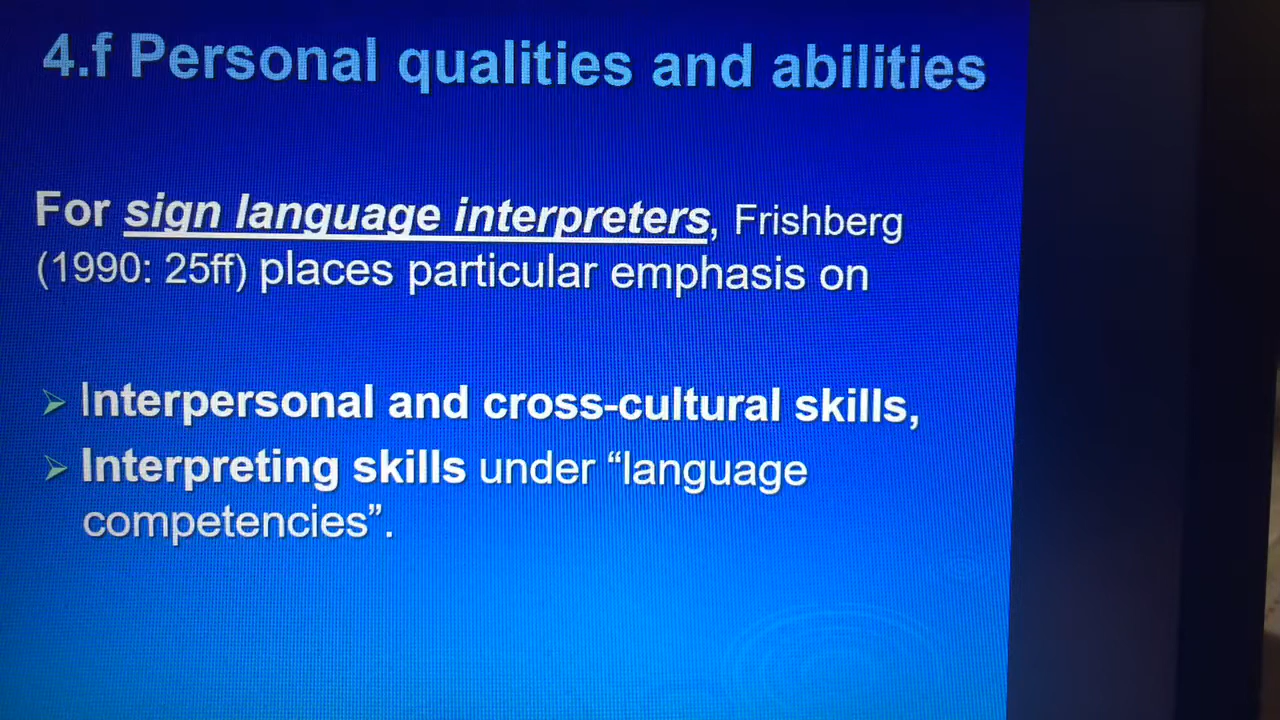 4.f Personal qualities and abilities
For sign language interpreters, Frishberg
(1990: 25ff) places particular emphasis on
Interpersonal and cross-cultural skills,
Interpreting skills under “language
competencies”.